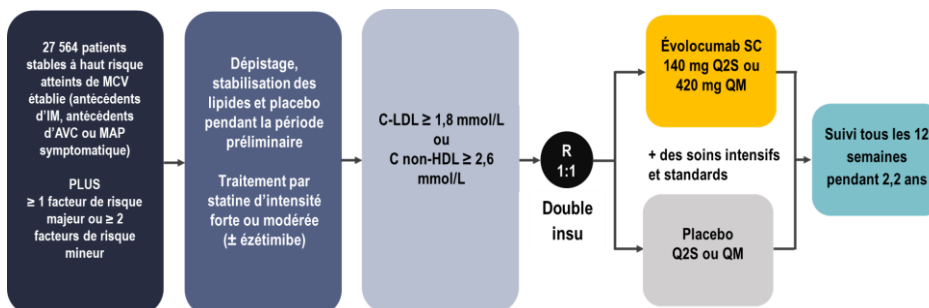 27 564 patients
stables à haut risque
atteints de MCV
établie (antécédents
d'IM, antécédents
d'AVC ou MAP
symptomatique)
PLUS
≥ 1 facteur de risque
majeur ou ≥ 2
facteurs de risque
mineur
Dépistage,
stabilisation des
lipides et placebo
pendant la période
préliminaire
Traitement par
statine d'intensité
forte ou modérée
(± ézétimibe)
C-LDL ≥ 1,8 mmol/L
ou
C non-HDL ≥ 2,6
mmol/L
R
1:1
Double
insu
Évolocumab SC
140 mg Q2S ou
420 mg QM
+ des soins intensifs
et standards
Placebo
Q2S ou QM
Suivi tous les 12
semaines
pendant 2,2 ans